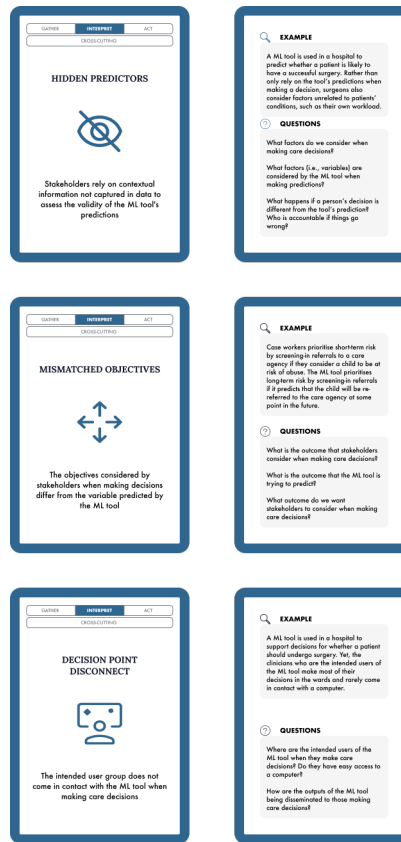 GATHER INTERPRET ACT
CROSS-CUTTING
HIDDEN PREDICTORS
Stakeholders rely on contextual
information not captured in data to
assess the validity of the ML tool's
predictions
EXAMPLE
A ML tool is used in a hospital to
predict whether a patient is likely to
have a successful surgery. Rather than
only rely on the tool's predictions when
making a decision, surgeons also
consider factors unrelated to patients'
conditions, such as their own workload.
? QUESTIONS
What factors do we consider when
making care decisions?
What factors (i.e., variables) are
considered by the ML tool when
making predictions?
What happens if a person's decision is
different from the tool's prediction?
Who is accountable if things go
wrong?
GATHER INTERPRET ACT
CROSS-CUTTING
MISMATCHED OBJECTIVES
The objectives considered by
stakeholders when making decisions
differ from the variable predicted by
the ML tool
EXAMPLE
Case workers prioritise short-term risk
by screening-in referrals to a care
agency if they consider a child to be at
risk of abuse. The ML tool prioritises
long-term risk by screening-in referrals
if it predicts that the child will be re-
referred to the care agency at some
point in the future.
? QUESTIONS
What is the outcome that stakeholders
consider when making care decisions?
What is the outcome that the ML tool is
trying to predict?
What outcome do we want
stakeholders to consider when making
care decisions?
GATHER INTERPRET ACT
CROSS-CUTTING
DECISION POINT
DISCONNECT
The intended user group does not
come in contact with the ML tool when
making care decisions
EXAMPLE
A ML tool is used in a hospital to
support decisions for whether a patient
should undergo surgery. Yet, the
clinicians who are the intended users of
the ML tool make most of their
decisions in the wards and rarely come
in contact with a computer.
? QUESTIONS
Where are the intended users of the
ML tool when they make care
decisions? Do they have easy access to
a computer?
How are the outputs of the ML tool
being disseminated to those making
care decisions?